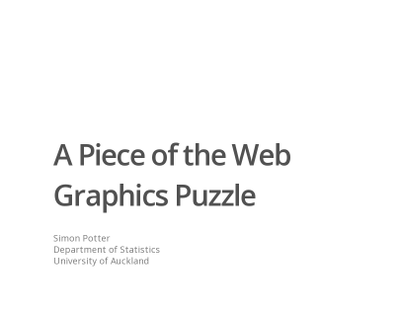 A Piece of the Web
Graphics Puzzle
Simon Potter
Department of Statistics
University of Auckland